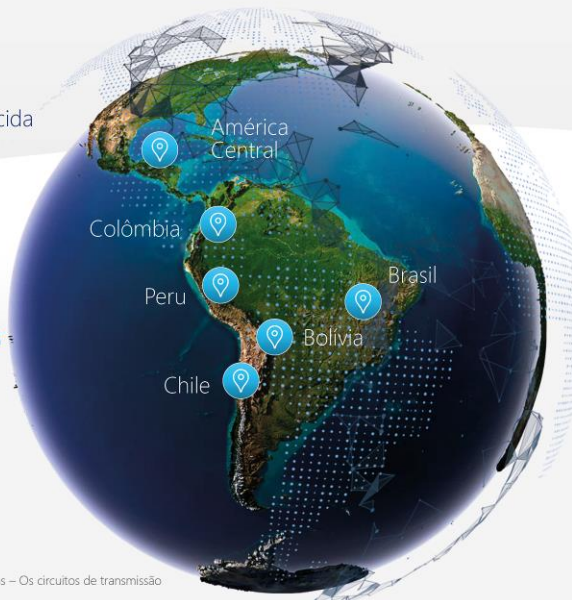 cida
América
Central
Colômbia
Brasil
Peru
Bolivia
Chile
s – Os circuitos de transmissão